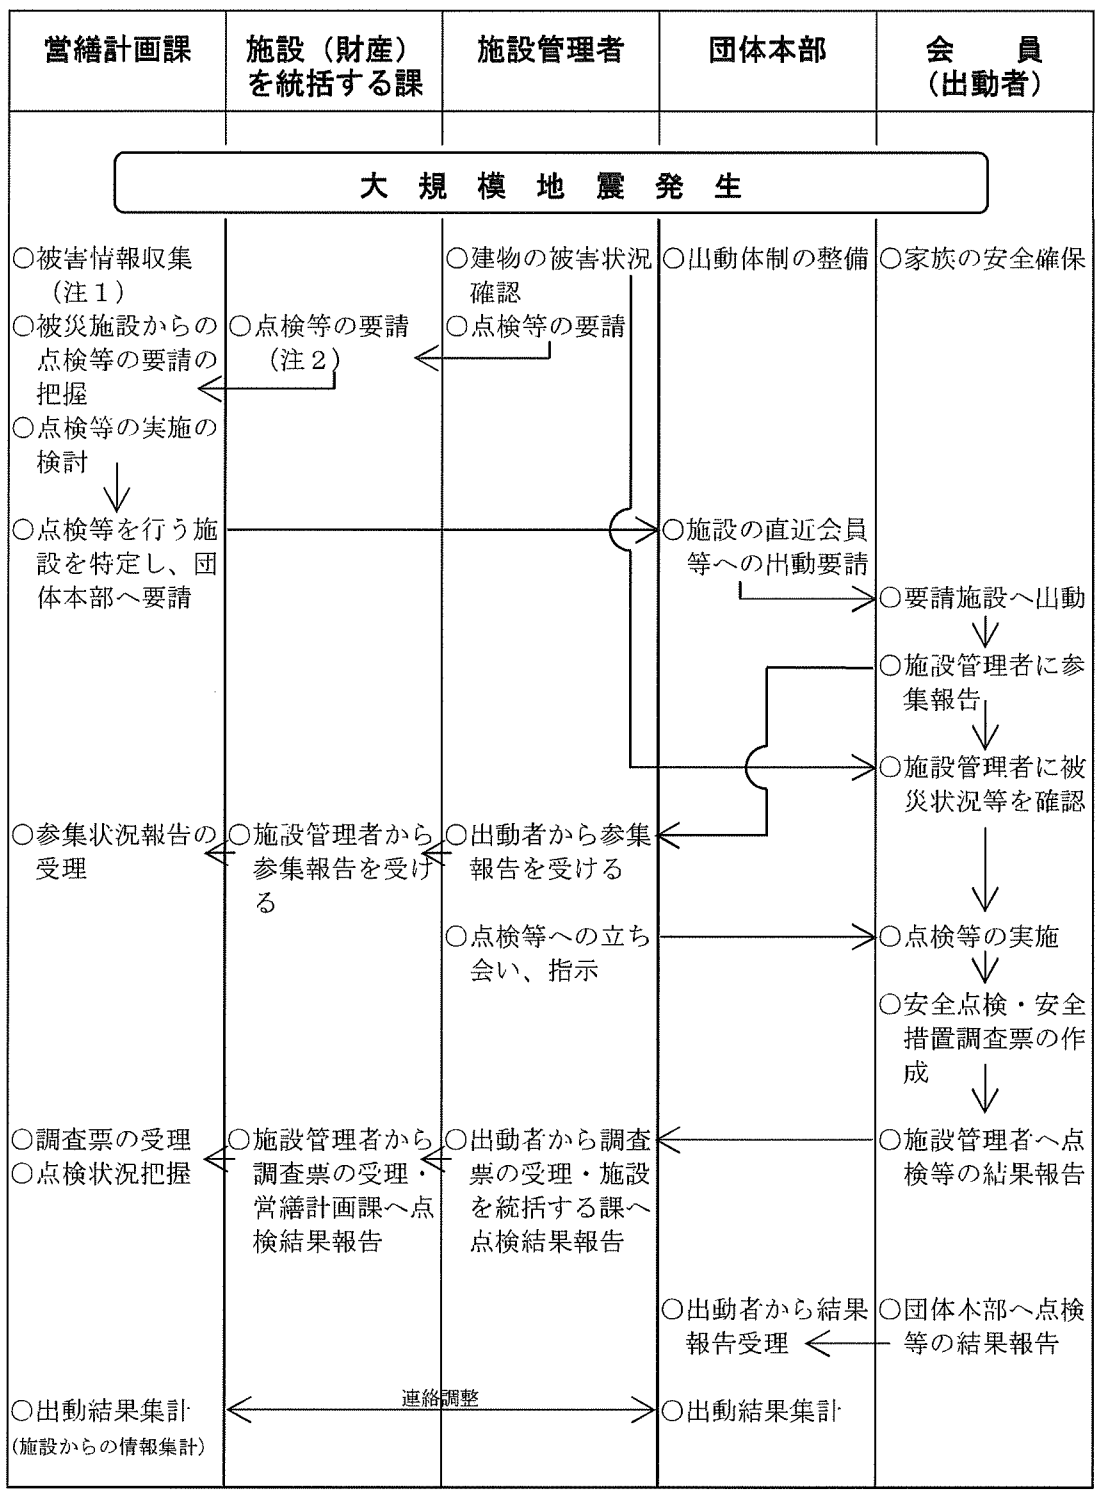 営繕計画課
施設（財産）
を統括する課
施設管理者
団体本部
会　員
（出動者）
大規模地震発生
○被害情報収集
（注１）
○被災施設からの
点検等の要請の
把握
○点検等の実施の
検討
○点検等を行う施
設を特定し、団
体本部へ要請
○点検等の要請
（注２）
○建物の被害状況
確認
○点検等の要請
○出動体制の整備
○家族の安全確保
○施設の直近会員
等への出動要請
○要請施設へ出動
○施設管理者に参
集報告
○施設管理者に被
災状況等を確認
○参集状況報告の
受理
○施設管理者から
参集報告を受け
る
○出動者から参集
報告を受ける
○点検等への立ち
会い、指示
○点検等の実施
○安全点検・安全
措置調査票の作
成
○調査票の受理
○点検状況把握
○施設管理者から
調査票の受理・
営繕計画課へ点
検結果報告
○出動者から調査
票の受理・施設
を統括する課へ
点検結果報告
○施設管理者へ点
検等の結果報告
○出動者から結果
報告受理
○団体本部へ点検
等の結果報告
○出動結果集計
（施設からの情報集計）
連絡調整
○出動結果集計